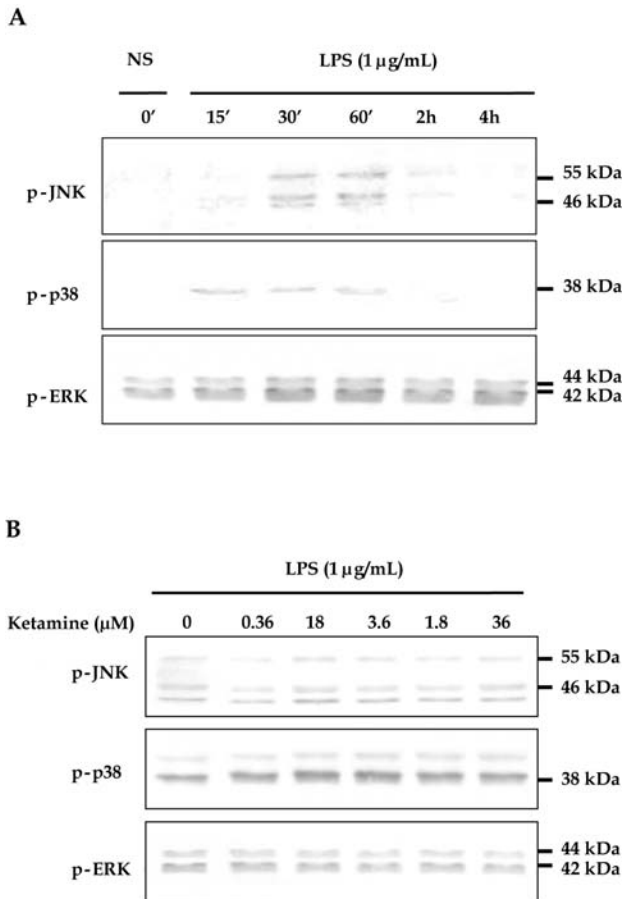 A
NS LPS (1 µg/mL)
0′ 15′ 30′ 60′ 2h 4h
p-JNK
55 kDa
46 kDa
p-p38
38 kDa
p-ERK
44 kDa
42 kDa
B
LPS (1 µg/mL)
Ketamine (µM) 0 0.36 18 3.6 1.8 36
p-JNK
55 kDa
46 kDa
p-p38
38 kDa
p-ERK
44 kDa
42 kDa